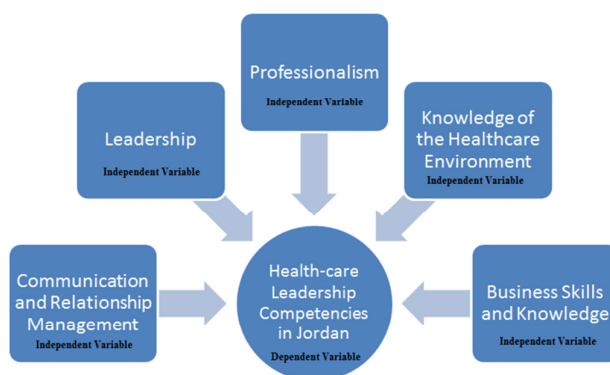 Professionalism
Independent Variable
Leadership
Independent Variable
Knowledge of
the Healthcare
Environment
Independent Variable
Communication
and Relationship
Management
Independent Variable
Health-care
Leadership
Competencies
in Jordan
Dependent Variable
Business Skills
and Knowledge
Independent Variable